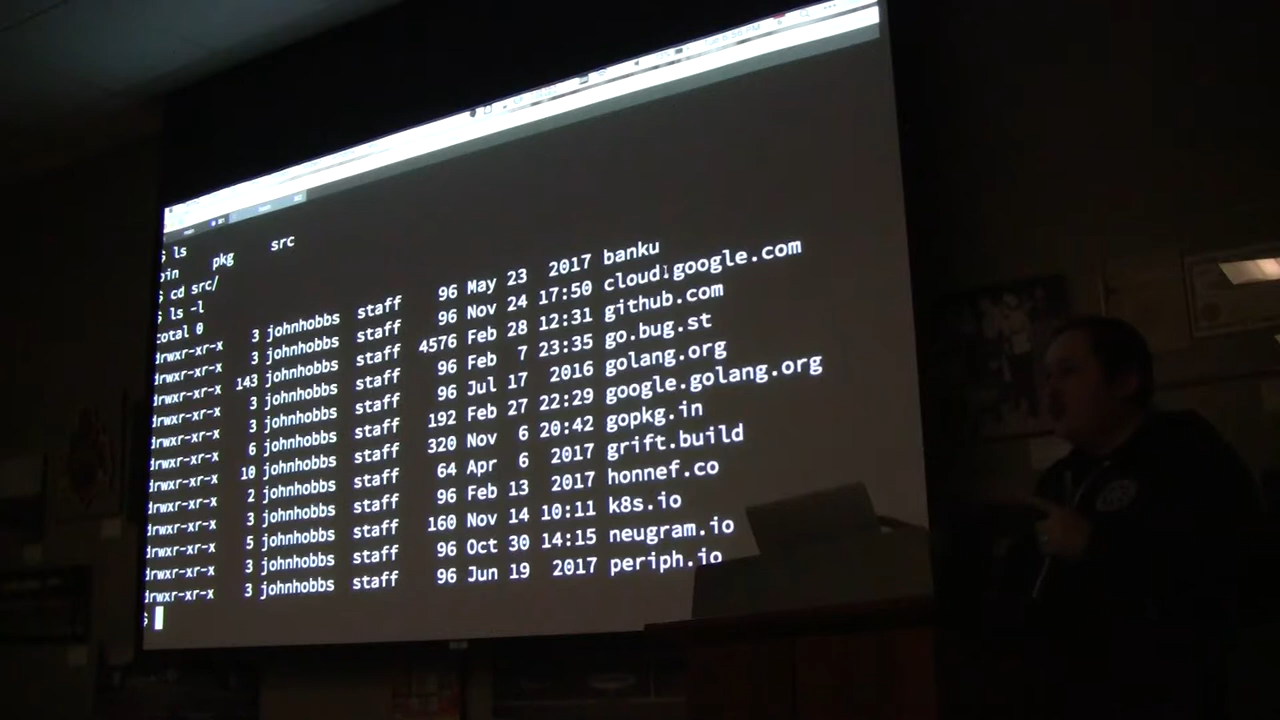 $ ls
bin pkg src
$ cd src/
$ ls -l
total 0
drwxr-xr-x 3 johnhobbs staff 96 May 23 2017 banku
drwxr-xr-x 3 johnhobbs staff 96 Nov 24 17:50 cloud.google.com
drwxr-xr-x 143 johnhobbs staff 4576 Feb 28 12:31 github.com
drwxr-xr-x 3 johnhobbs staff 96 Feb 7 23:35 go.bug.st
drwxr-xr-x 3 johnhobbs staff 96 Jul 17 2016 golang.org
drwxr-xr-x 6 johnhobbs staff 192 Feb 27 22:29 google.golang.org
drwxr-xr-x 10 johnhobbs staff 320 Nov 6 20:42 gopkg.in
drwxr-xr-x 2 johnhobbs staff 64 Apr 6 2017 grift.build
drwxr-xr-x 3 johnhobbs staff 96 Feb 13 2017 honnef.co
drwxr-xr-x 5 johnhobbs staff 160 Nov 14 10:11 k8s.io
drwxr-xr-x 3 johnhobbs staff 96 Oct 30 14:15 neugram.io
drwxr-xr-x 3 johnhobbs staff 96 Jun 19 2017 periph.io
$